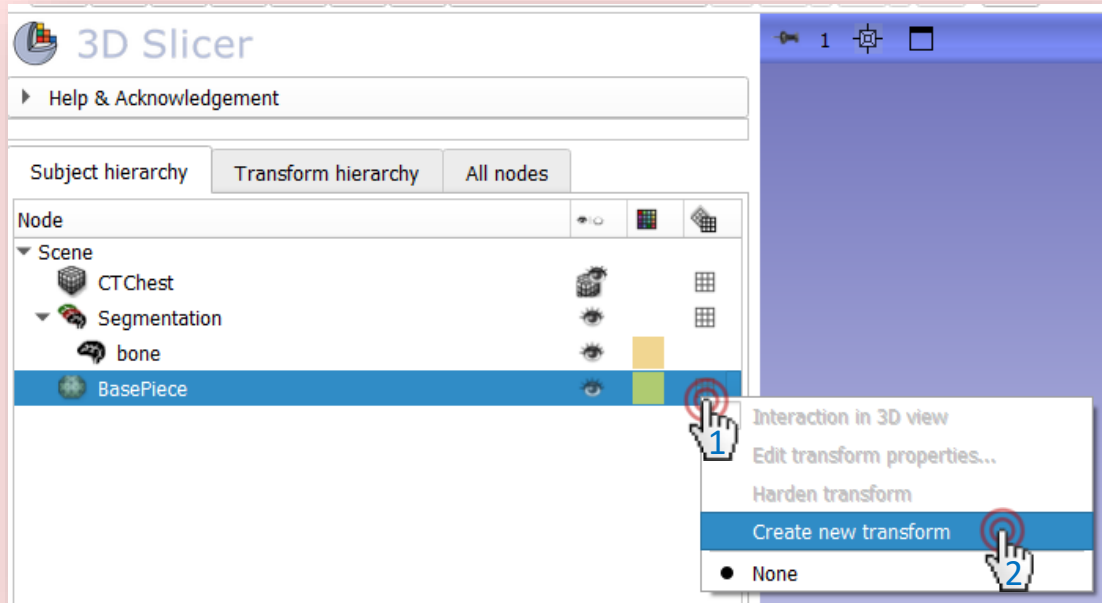 3D Slicer
1
Help & Acknowledgement
Subject hierarchy
Transform hierarchy
All nodes
Node
Scene
CTChest
Segmentation
bone
BasePiece
1
Interaction in 3D view
Edit transform properties...
Harden transform
Create new transform
2
None